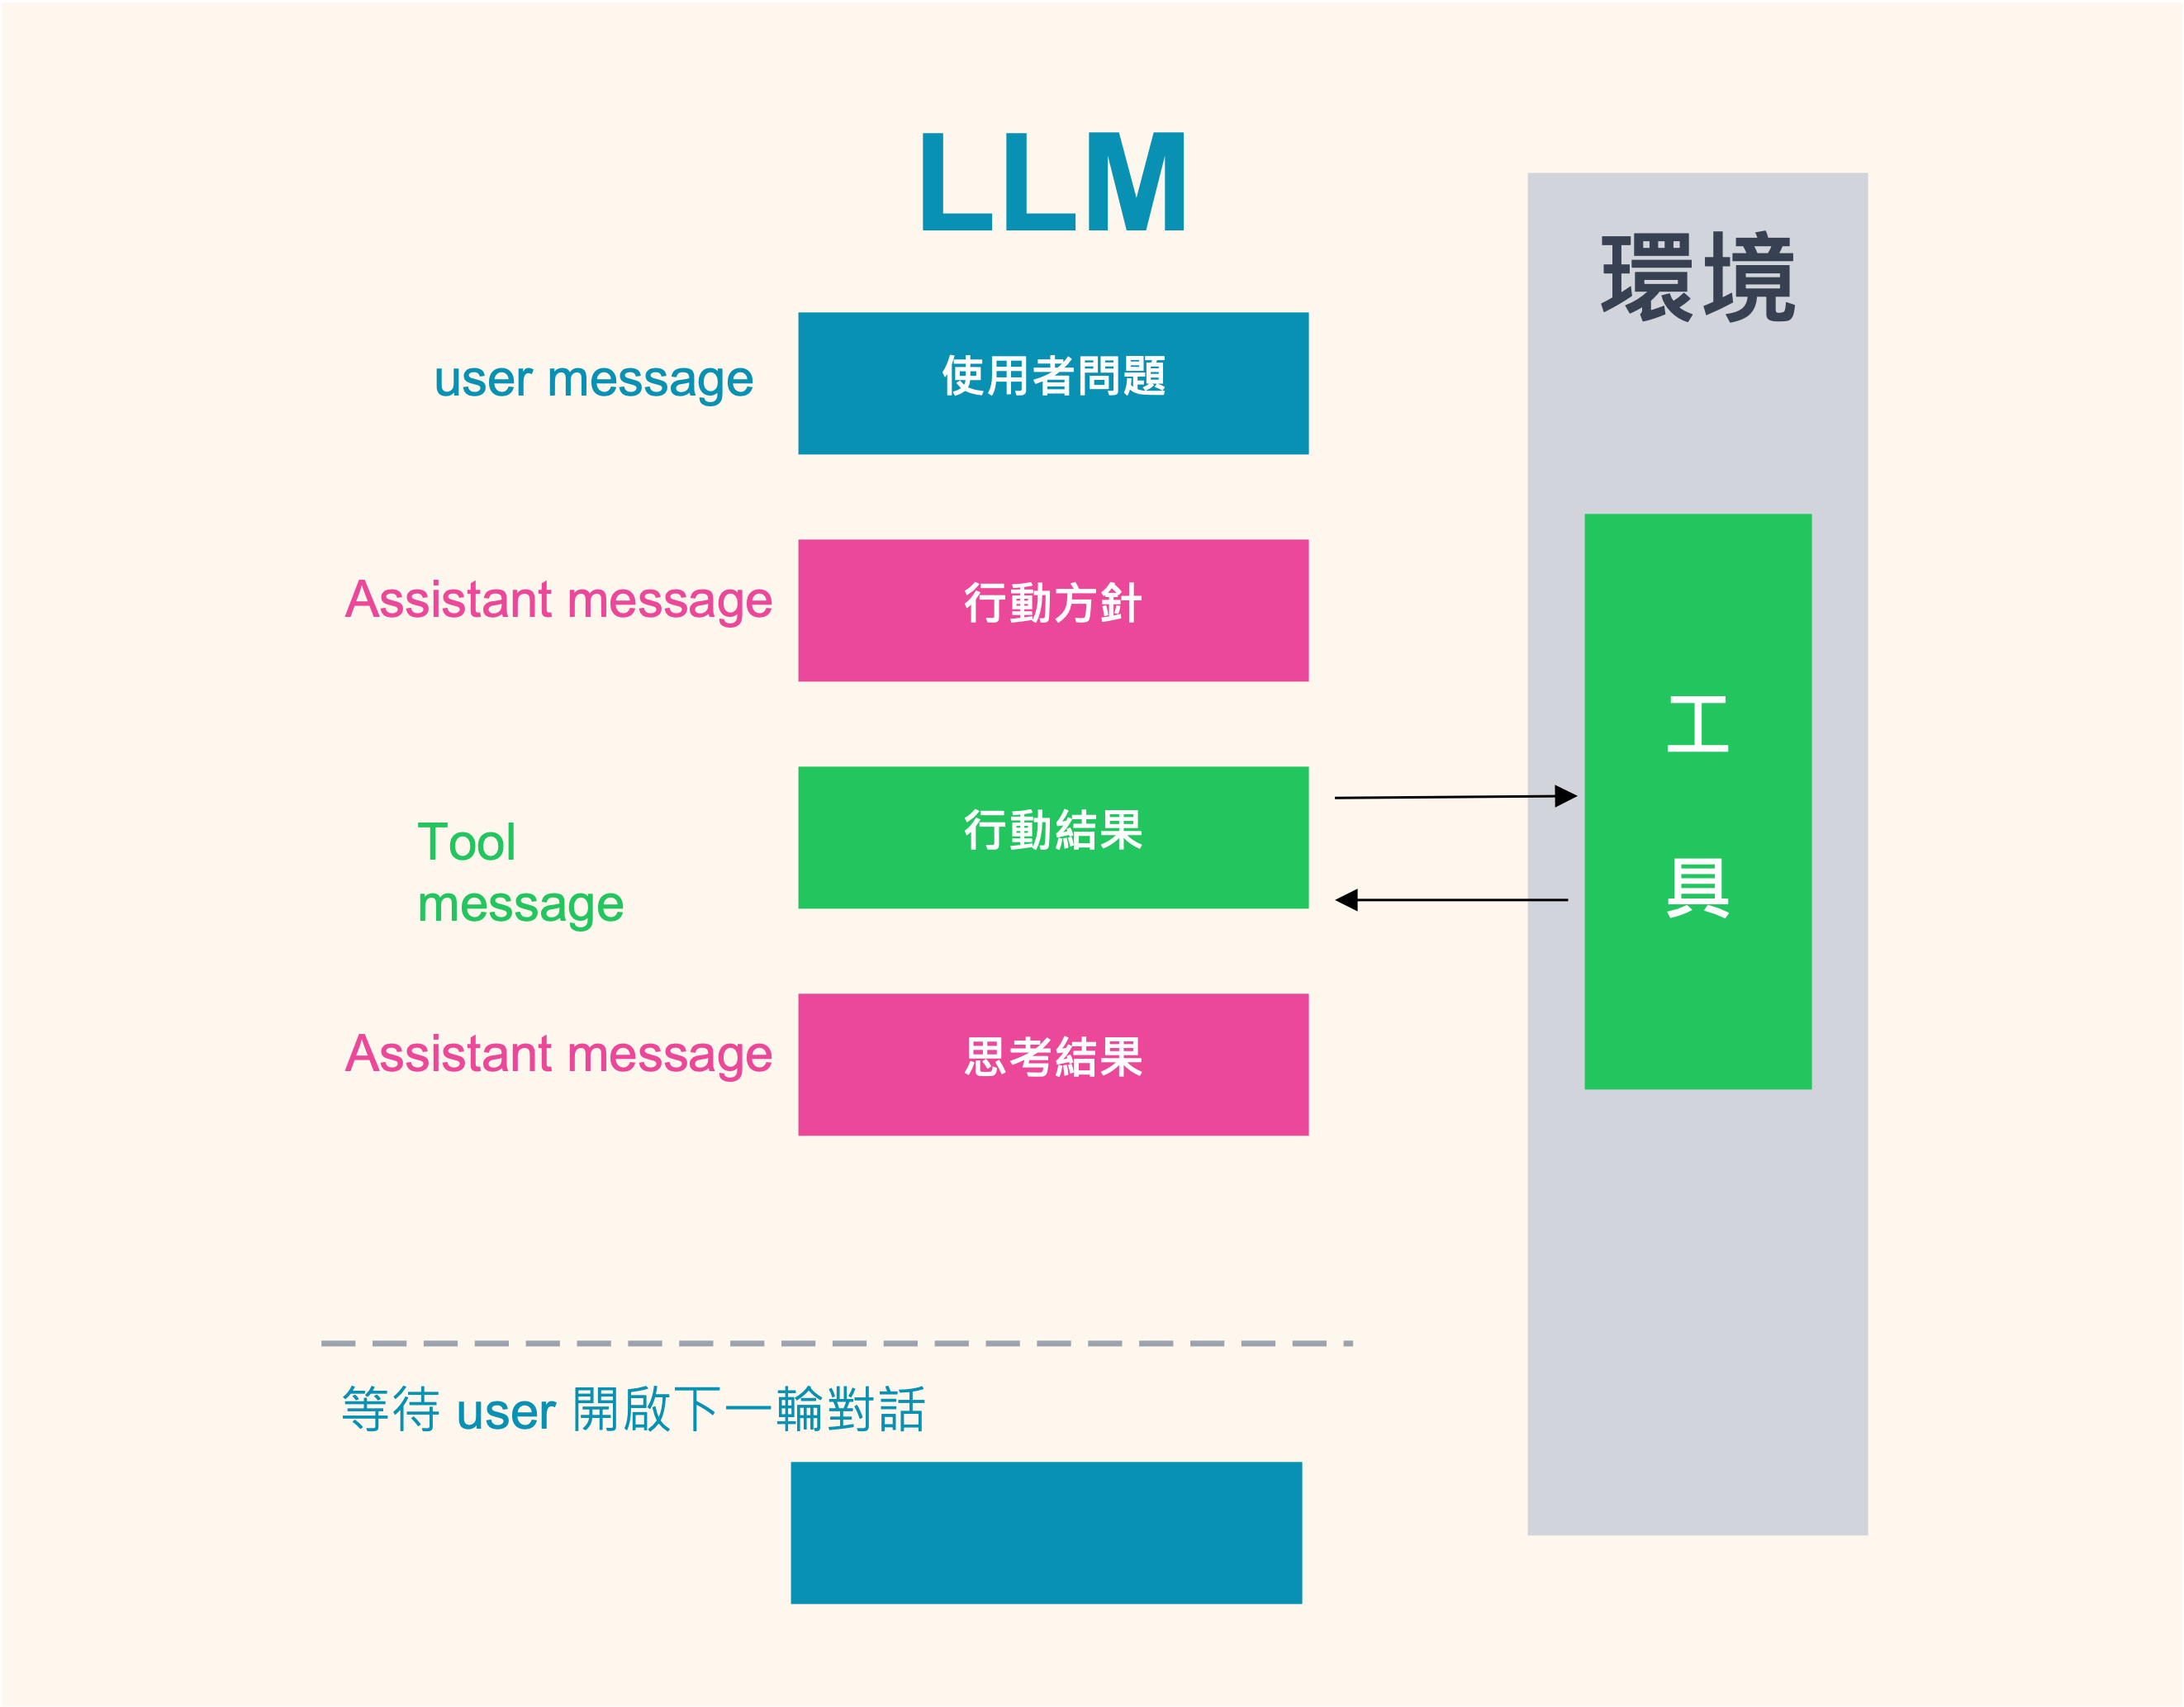 LLM
環境
user message
使用者問題
Assistant message
行動方針
工
行動結果
Tool
message
具
Assistant message
思考結果
等待 user 開啟下一輪對話